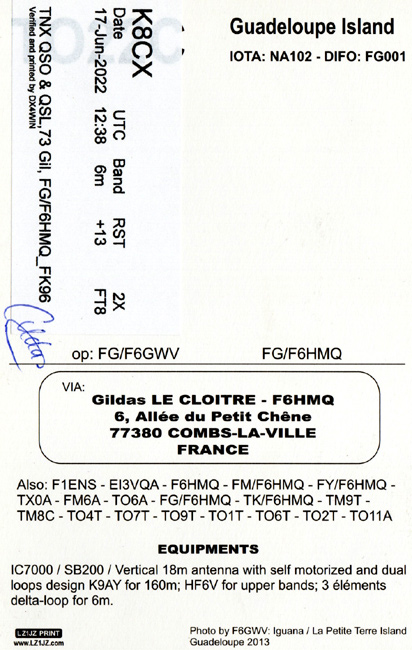 K8CX
Date UTC Band RST 2X
17-Jun-2022 12:38 6m +13 FT8
TNX QSO & QSL,73 Gil, FG/F6HMQ_FK96
Verified and printed by DX4WIN
Guadeloupe Island
IOTA: NA102 - DIFO: FG001
Gildas
op: FG/F6GWV FG/F6HMQ
VIA:
Gildas LE CLOITRE - F6HMQ
6, Allée du Petit Chêne
77380 COMBS-LA-VILLE
FRANCE
Also: F1ENS - EI3VQA - F6HMQ - FM/F6HMQ - FY/F6HMQ -
TX0A - FM6A - TO6A - FG/F6HMQ - TK/F6HMQ - TM9T -
TM8C - TO4T - TO7T - TO9T - TO1T - TO6T - TO2T - TO11A
EQUIPMENTS
IC7000 / SB200 / Vertical 18m antenna with self motorized and dual
loops design K9AY for 160m; HF6V for upper bands; 3 éléments
delta-loop for 6m.
LZ1JZ PRINT
www.LZ1JZ.com
Photo by F6GWV: Iguana / La Petite Terre Island
Guadeloupe 2013